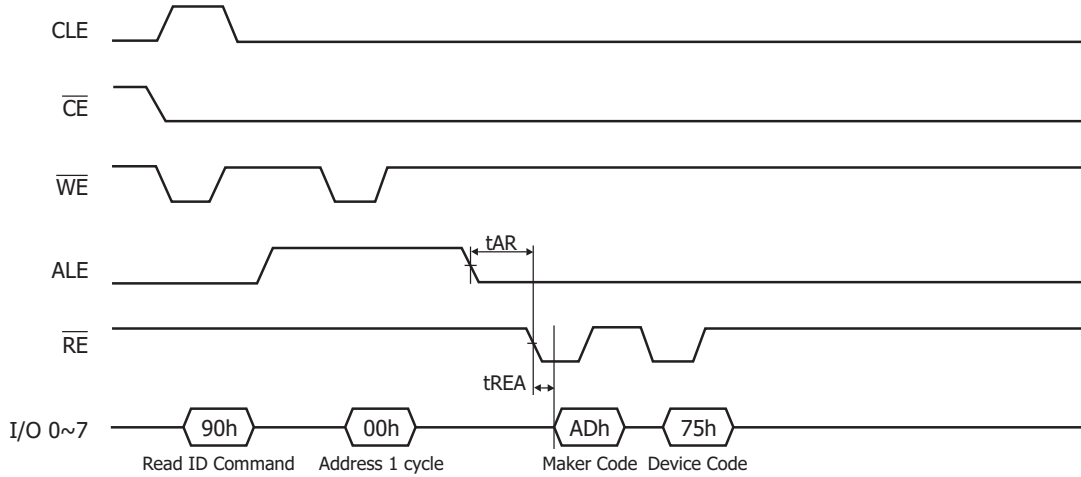 CLE
CE
WE
tAR
ALE
RE
tREA
I/O 0~7 90h 00h ADh 75h
Read ID Command Address 1 cycle Maker Code Device Code